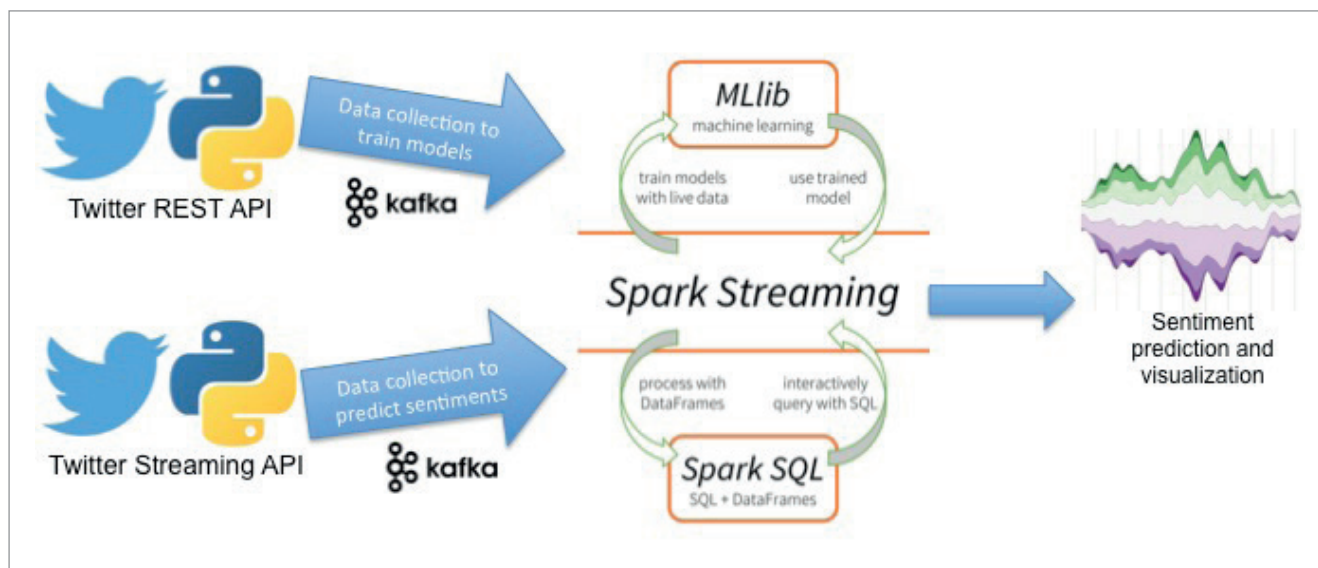 Data collection to
train models
Twitter REST API
kafka
MLlib
machine learning
train models
with live data
use trained
model
Spark Streaming
Sentiment
prediction and
visualization
Data collection to
predict sentiments
Twitter Streaming API
kafka
process with
DataFrames
interactively
query with SQL
Spark SQL
SQL + DataFrames